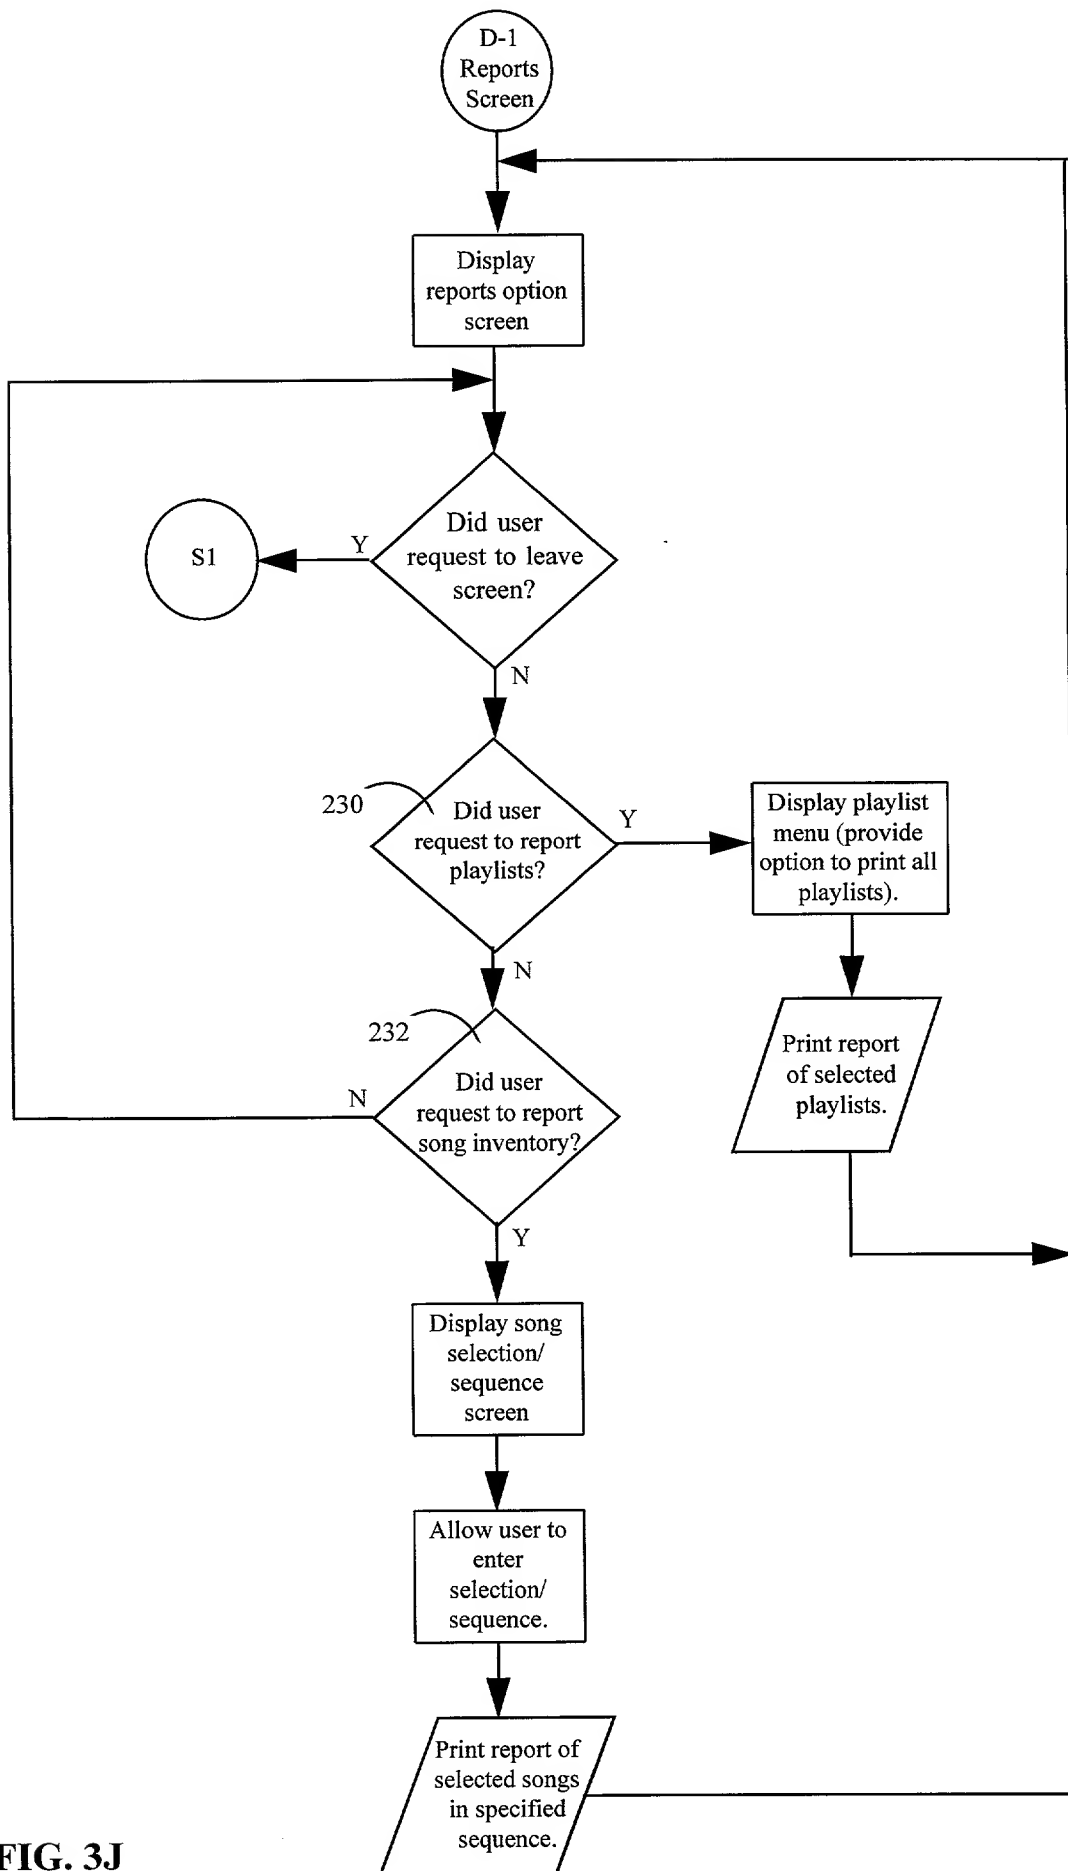 D-1
Reports
Screen
Display
reports option
screen
Did user
request to leave
screen?
Y
S1
N
230
Did user
request to report
playlists?
Y
Display playlist
menu (provide
option to print all
playlists).
N
Print report
of selected
playlists.
232
Did user
request to report
song inventory?
N
Y
Display song
selection/
sequence
screen
Allow user to
enter
selection/
sequence.
Print report of
selected songs
in specified
sequence.
FIG. 3J